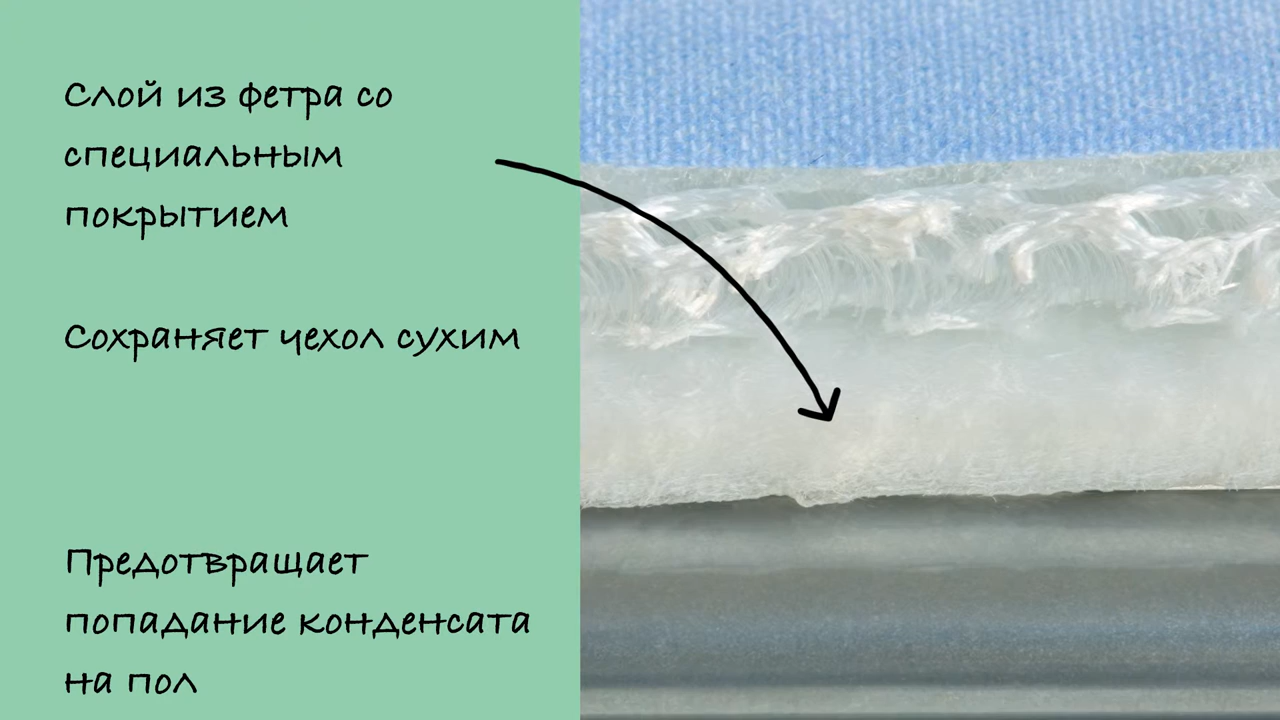 Слой из фетра со
специальным
покрытием
Сохраняет чехол сухим
Предотвращает
попадание конденсата
на пол